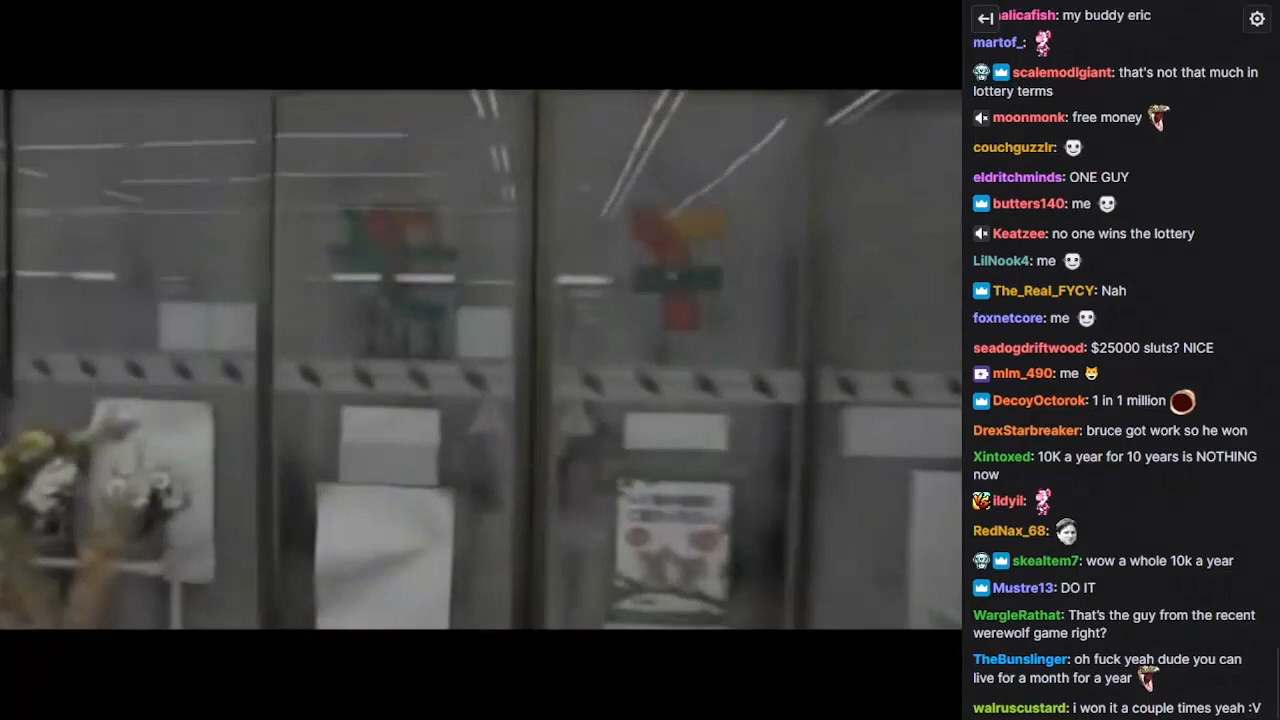 alicafish: my buddy eric
martof_:
scalemodlgiant: that's not that much in
lottery terms
moonmonk: free money
couchguzzlr:
eldritchminds: ONE GUY
butters140: me
Keatzee: no one wins the lottery
LilNook4: me
The_Real_FYCY: Nah
foxnetcore: me
seadogdriftwood: $25000 sluts? NICE
mlm_490: me
DecoyOctorok: 1 in 1 million
DrexStarbreaker: bruce got work so he won
Xintoxed: 10K a year for 10 years is NOTHING
now
ildyil:
RedNax_68:
skealtem7: wow a whole 10k a year
Mustre13: DO IT
WargleRathat: That's the guy from the recent
werewolf game right?
TheBunslinger: oh fuck yeah dude you can
live for a month for a year
walruscustard: i won it a couple times yeah :V